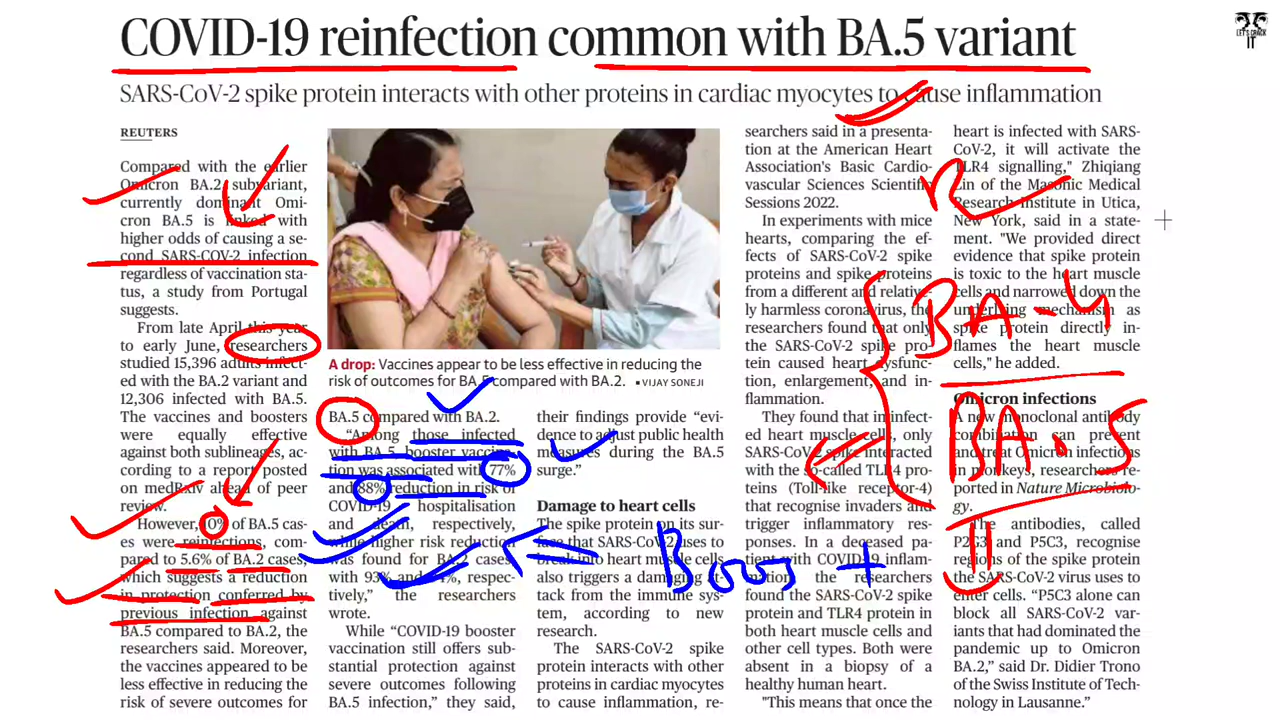 COVID-19 reinfection common with BA.5 variant
LET'S CRACK
IT
SARS-CoV-2 spike protein interacts with other proteins in cardiac myocytes to cause inflammation
REUTERS
Compared with the earlier
Omicron BA.2 subvariant,
currently dominant Omi-
cron BA.5 is linked with
higher odds of causing a se-
cond SARS-COV-2 infection
regardless of vaccination sta-
tus, a study from Portugal
suggests.
From late April this year
to early June, researchers
studied 15,396 adults infect-
ed with the BA.2 variant and
12,306 infected with BA.5.
The vaccines and boosters
were equally effective
against both sublineages,
according to a report posted
on medRxiv ahead of peer
review.
However, 10% of BA.5 cas-
es were reinfections, com-
pared to 5.6% of BA.2 cases,
which suggests a reduction
in protection conferred by
previous infection against
BA.5 compared to BA.2, the
researchers said. Moreover,
the vaccines appeared to be
less effective in reducing the
risk of severe outcomes for
A drop: Vaccines appear to be less effective in reducing the
risk of outcomes for BA.5 compared with BA.2. ▪ VIJAY SONEJI
BA.5 compared with BA.2.
"Among those infected
with BA.5, booster vaccina-
tion was associated with 77%
and 88% reduction in risk of
COVID-19 hospitalisation
and death, respectively,
while higher risk reduction
was found for BA.2 cases,
with 93% and %, respec-
tively," the researchers
wrote.
While "COVID-19 booster
vaccination still offers sub-
stantial protection against
severe outcomes following
BA.5 infection," they said,
their findings provide "evi-
dence to adjust public health
measures during the BA.5
surge."
Damage to heart cells
The spike protein on its sur-
face that SARS-CoV-2 uses to
break into heart muscle cells
also triggers a damaging at-
tack from the immune sys-
tem, according to new
research.
The SARS-CoV-2 spike
protein interacts with other
proteins in cardiac myocytes
to cause inflammation, re-
searchers said in a presenta-
tion at the American Heart
Association's Basic Cardio-
vascular Sciences Scientific
Sessions 2022.
In experiments with mice
hearts, comparing the ef-
fects of SARS-CoV-2 spike
proteins and spike proteins
from a different and relative-
ly harmless coronavirus, the
researchers found that only
the SARS-CoV-2 spike pro-
tein caused heart dysfunc-
tion, enlargement, and in-
flammation.
They found that in infect-
ed heart muscle cells, only
SARS-CoV-2 spike interacted
with the so-called TLR4 pro-
teins (Toll-like receptor-4)
that recognise invaders and
trigger inflammatory res-
ponses. In a deceased pa-
tient with COVID-19 inflam-
mation, the researchers
found the SARS-CoV-2 spike
protein and TLR4 protein in
both heart muscle cells and
other cell types. Both were
absent in a biopsy of a
healthy human heart.
"This means that once the
heart is infected with SARS-
CoV-2, it will activate the
TLR4 signalling," Zhiqiang
Lin of the Masonic Medical
Research Institute in Utica,
New York, said in a state-
ment. "We provided direct
evidence that spike protein
is toxic to the heart muscle
cells and narrowed down the
underlying mechanism as
spike protein directly in-
flames the heart muscle
cells," he added.
Omicron infections
A new monoclonal antibody
combination can prevent
and treat Omicron infections
in monkeys, researchers re-
ported in Nature Microbiolo-
gy.
The antibodies, called
P2G3 and P5C3, recognise
regions of the spike protein
the SARS-CoV-2 virus uses to
enter cells. "P5C3 alone can
block all SARS-CoV-2 var-
iants that had dominated the
pandemic up to Omicron
BA.2," said Dr. Didier Trono
of the Swiss Institute of Tech-
nology in Lausanne."
BA-4
BA.5